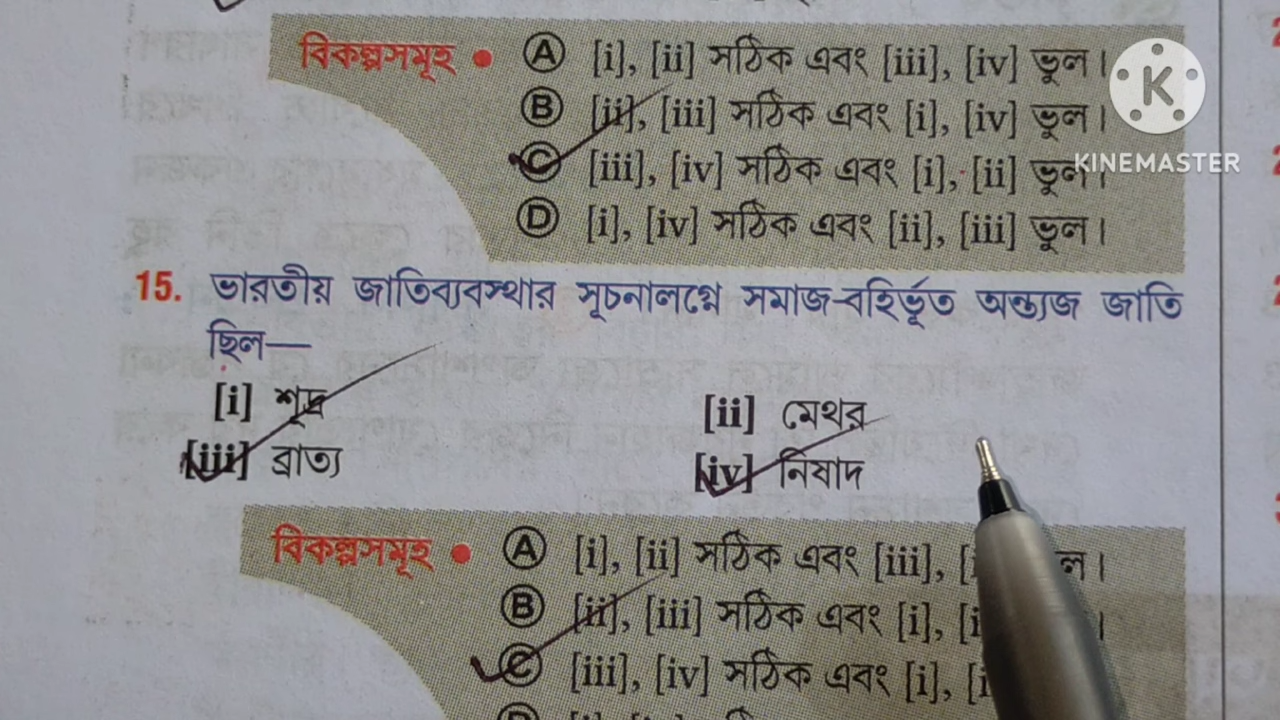 বিকল্পসমূহ • Ⓐ [i], [ii] সঠিক এবং [iii], [iv] ভুল।
Ⓑ [ii], [iii] সঠিক এবং [i], [iv] ভুল।
Ⓒ [iii], [iv] সঠিক এবং [i], [ii] ভুল।
Ⓓ [i], [iv] সঠিক এবং [ii], [iii] ভুল।
KINEMASTER
15. ভারতীয় জাতিব্যবস্থার সূচনালগ্নে সমাজ-বহির্ভূত অন্ত্যজ জাতি
ছিল—
[i] শূদ্র [ii] মেথর
[iii] ব্রাত্য [iv] নিষাদ
বিকল্পসমূহ • Ⓐ [i], [ii] সঠিক এবং [iii],
Ⓑ [ii], [iii] সঠিক এবং [i],
Ⓒ [iii], [iv] সঠিক এবং [i],